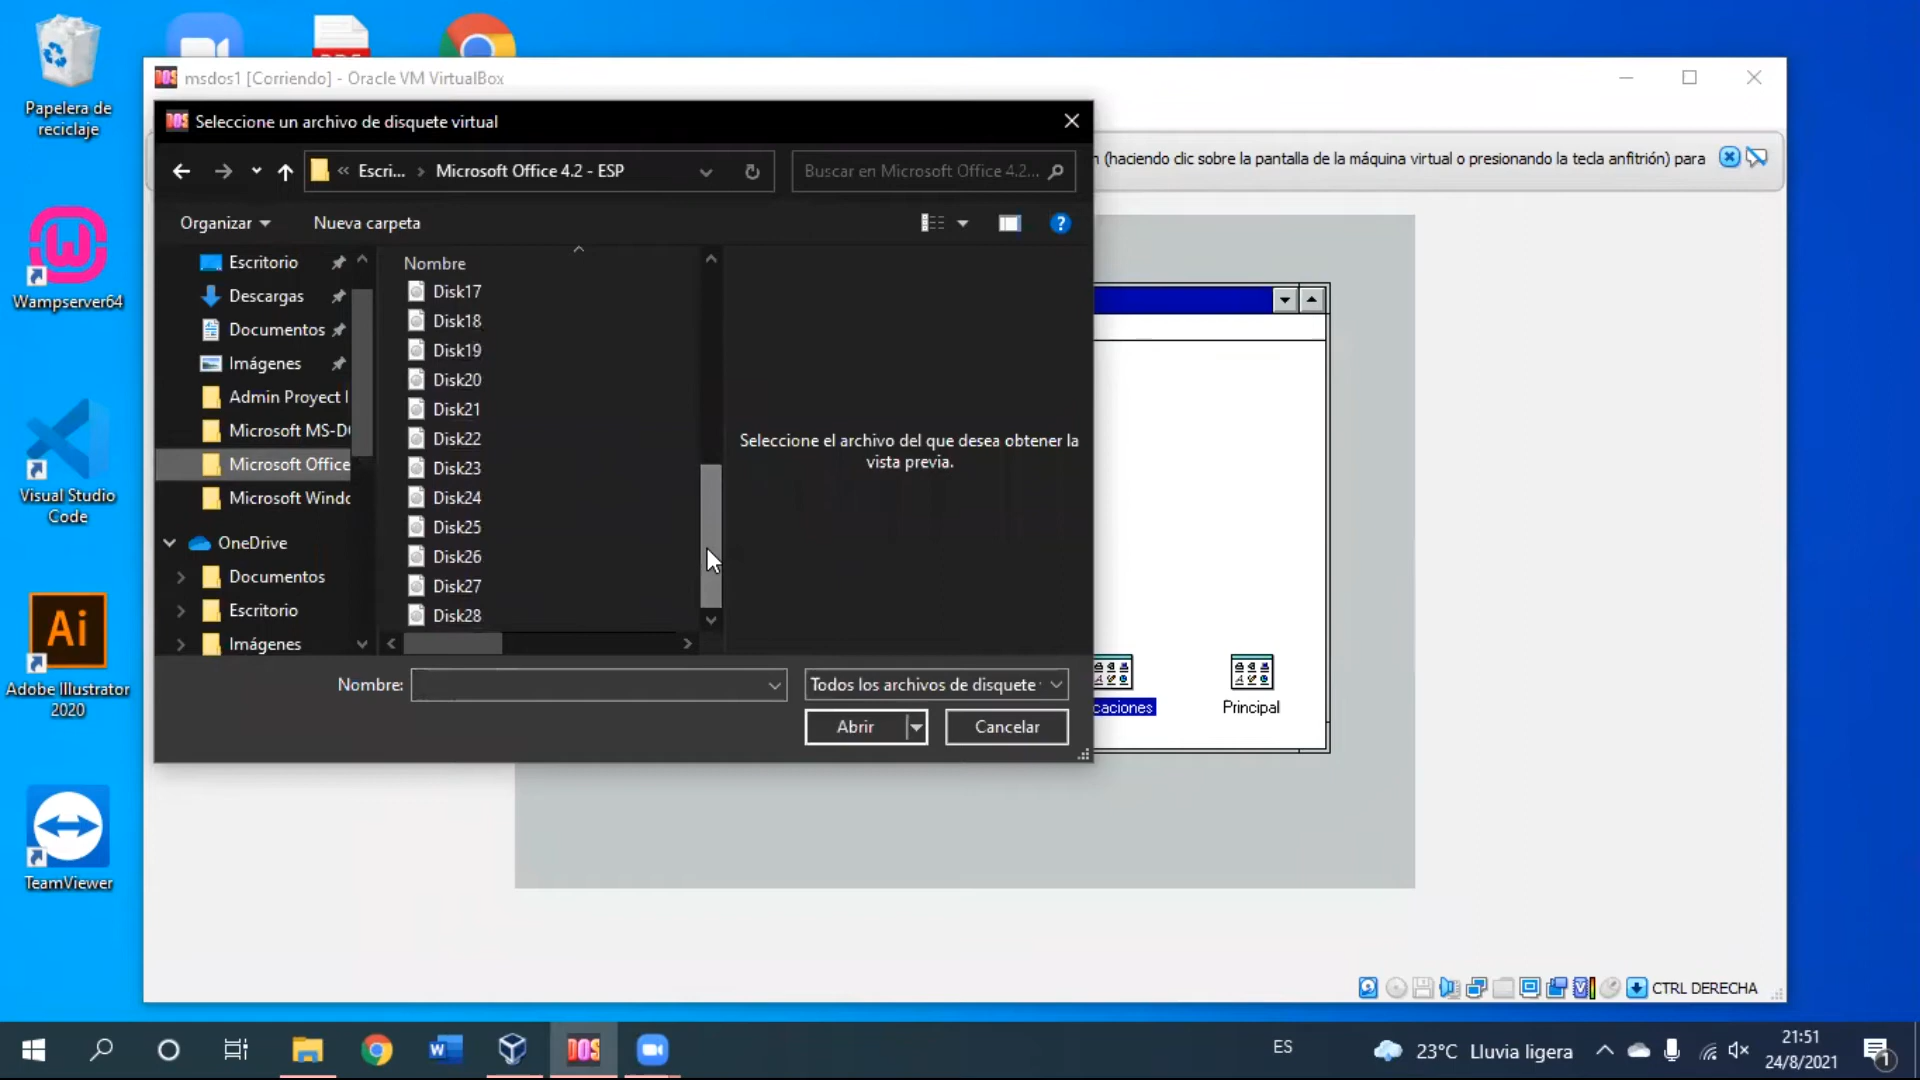 Papelera de
reciclaje
Wampserver64
Visual Studio
Code
Ai
Adobe Illustrator
2020
TeamViewer
DOS msdos1 [Corriendo] - Oracle VM VirtualBox
DOS Seleccione un archivo de disquete virtual
« Escri... › Microsoft Office 4.2 - ESP
Buscar en Microsoft Office 4.2...
n (haciendo clic sobre la pantalla de la máquina virtual o presionando la tecla anfitrión) para
Organizar
Nueva carpeta
?
Escritorio
Descargas
Documentos
Imágenes
Admin Proyect I
Microsoft MS-D
Microsoft Office
Microsoft Windo
OneDrive
Documentos
Escritorio
Imágenes
Nombre
Disk17
Disk18
Disk19
Disk20
Disk21
Disk22
Disk23
Disk24
Disk25
Disk26
Disk27
Disk28
Seleccione el archivo del que desea obtener la
vista previa.
Nombre:
Todos los archivos de disquete
Abrir
Cancelar
caciones
Principal
CTRL DERECHA
DOS
ES
23°C Lluvia ligera
21:51
24/8/2021
1